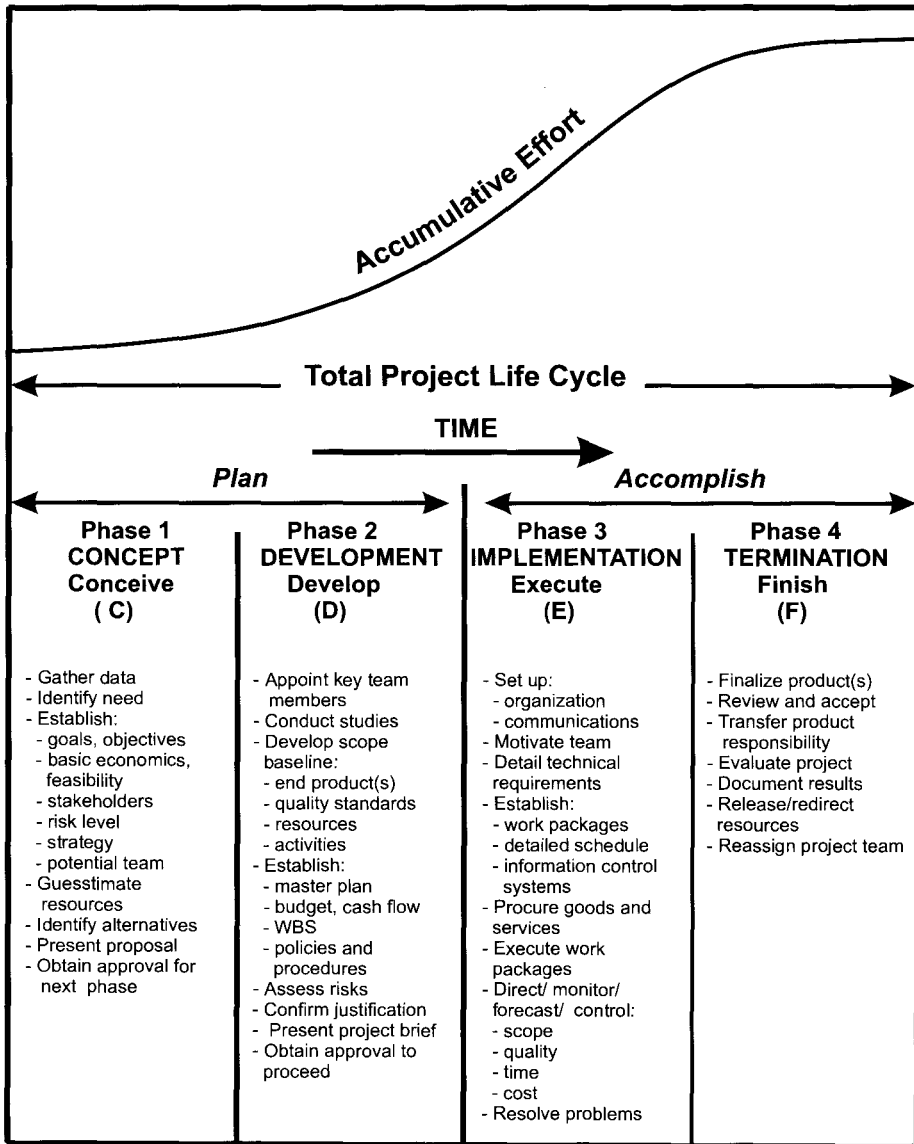 Accumulative Effort
Total Project Life Cycle
TIME
Plan
Accomplish
Phase 1
CONCEPT
Conceive
( C)
- Gather data
- Identify need
- Establish:
- goals, objectives
- basic economics,
feasibility
- stakeholders
- risk level
- strategy
- potential team
- Guesstimate
resources
- Identify alternatives
- Present proposal
- Obtain approval for
next phase
Phase 2
DEVELOPMENT
Develop
(D)
- Appoint key team
members
- Conduct studies
- Develop scope
baseline:
- end product(s)
- quality standards
- resources
- activities
- Establish:
- master plan
- budget, cash flow
- WBS
- policies and
procedures
- Assess risks
- Confirm justification
- Present project brief
- Obtain approval to
proceed
Phase 3
IMPLEMENTATION
Execute
(E)
- Set up:
- organization
- communications
- Motivate team
- Detail technical
requirements
- Establish:
- work packages
- detailed schedule
- information control
systems
- Procure goods and
services
- Execute work
packages
- Direct/ monitor/
forecast/ control:
- scope
- quality
- time
- cost
- Resolve problems
Phase 4
TERMINATION
Finish
(F)
- Finalize product(s)
- Review and accept
- Transfer product
responsibility
- Evaluate project
- Document results
- Release/redirect
resources
- Reassign project team